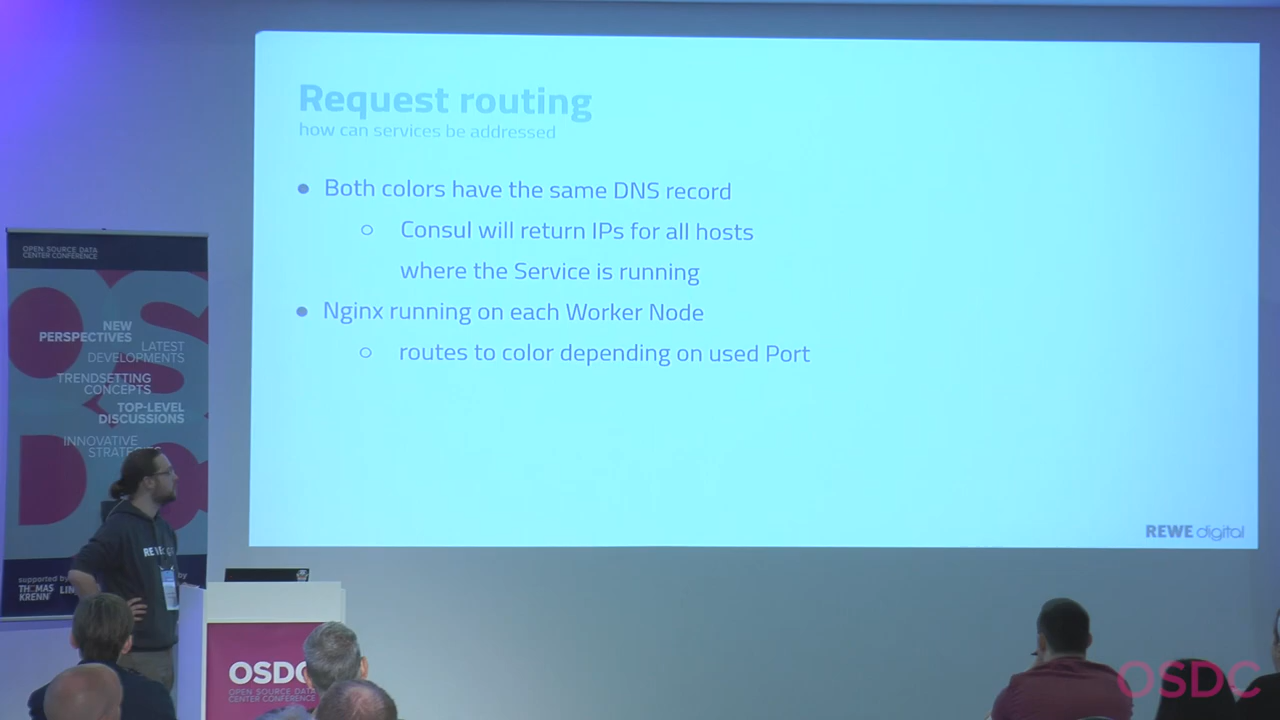 Request routing
how can services be addressed
● Both colors have the same DNS record
○ Consul will return IPs for all hosts
where the Service is running
● Nginx running on each Worker Node
○ routes to color depending on used Port
REWE digital
OPEN SOURCE DATA
CENTER CONFERENCE
NEW
PERSPECTIVES
LATEST
DEVELOPMENTS
TRENDSETTING
CONCEPTS
TOP-LEVEL
DISCUSSIONS
INNOVATIVE
STRATEGIES
supported by
THOMAS
KRENN
OSDC
OPEN SOURCE DATA
CENTER CONFERENCE
OSDC